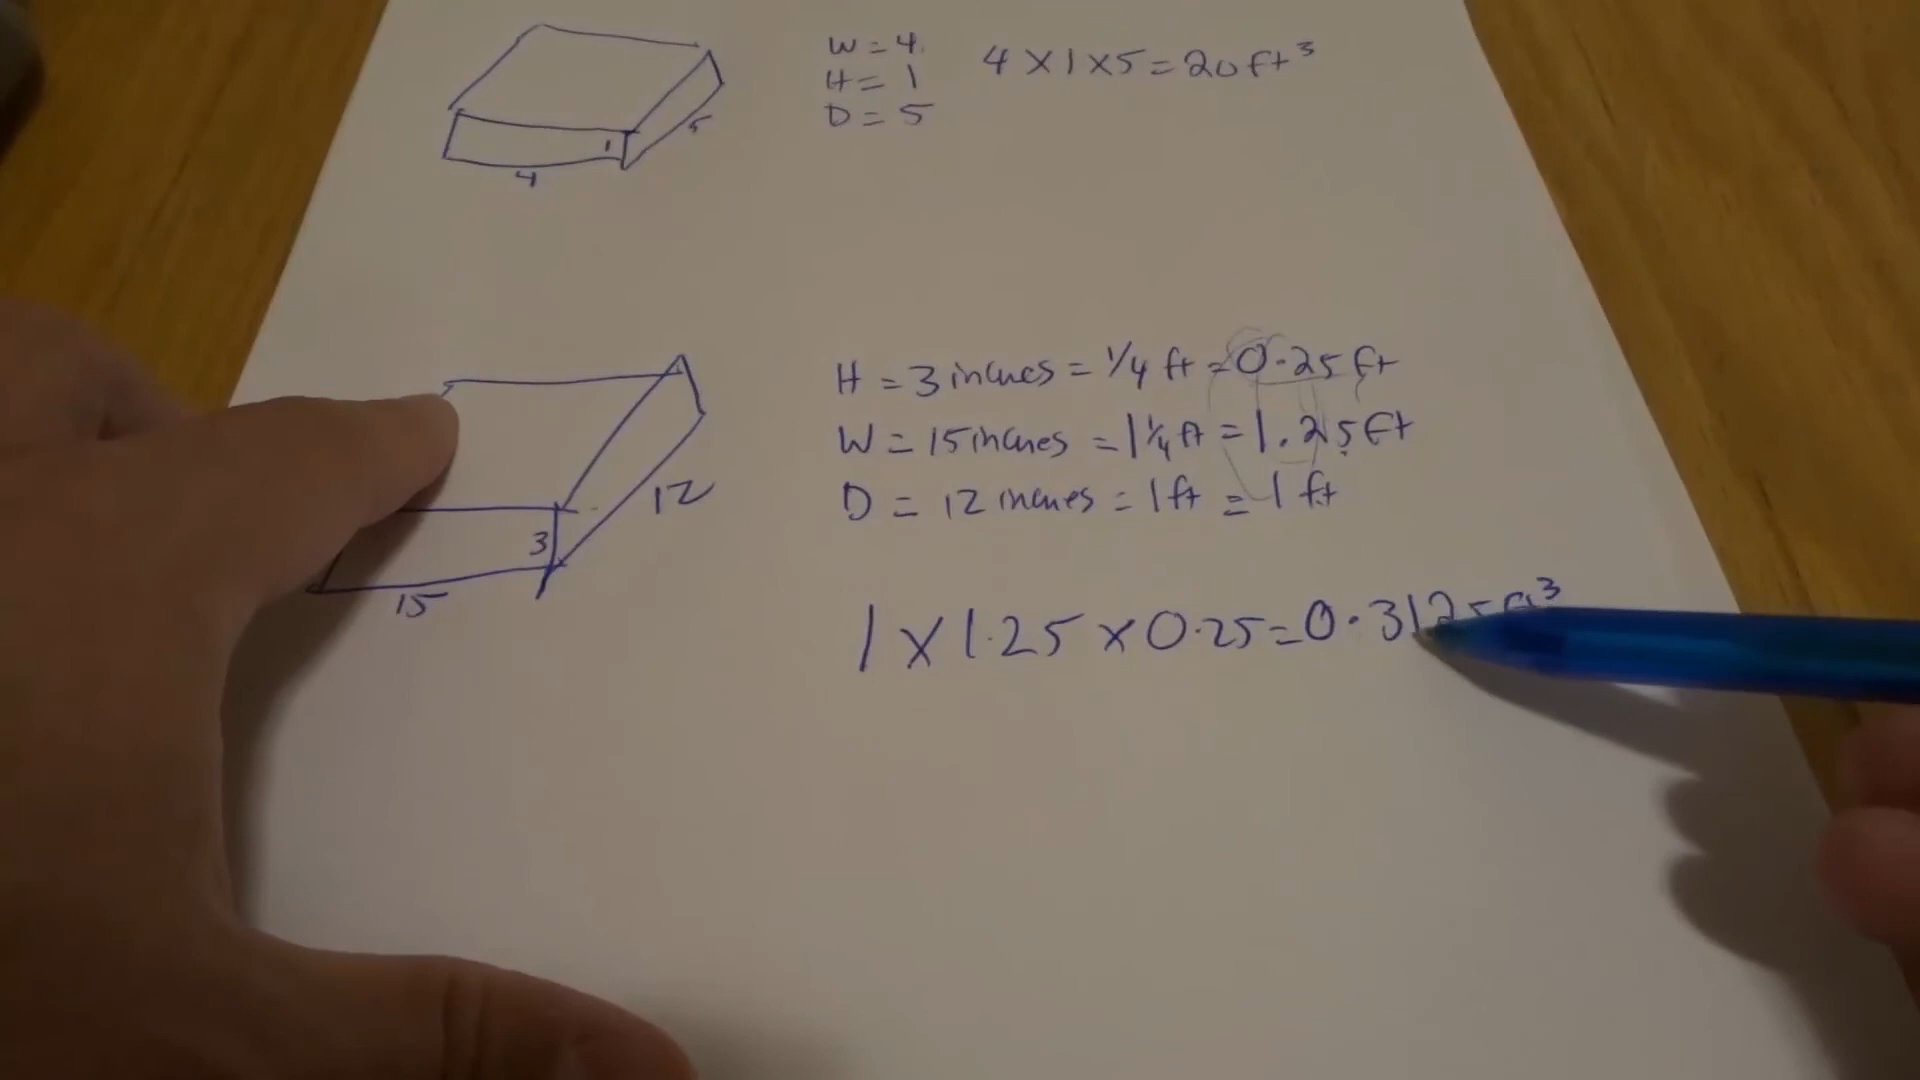 W = 4
H = 1
D = 5
4 X 1 X 5 = 20 ft³
1
5
4
H = 3 inches = 1/4 ft = 0.25 ft
W = 15 inches = 1 1/4 ft = 1.25 ft
D = 12 inches = 1 ft = 1 ft
12
3
15
1 X 1.25 X 0.25 = 0.3125 ft³